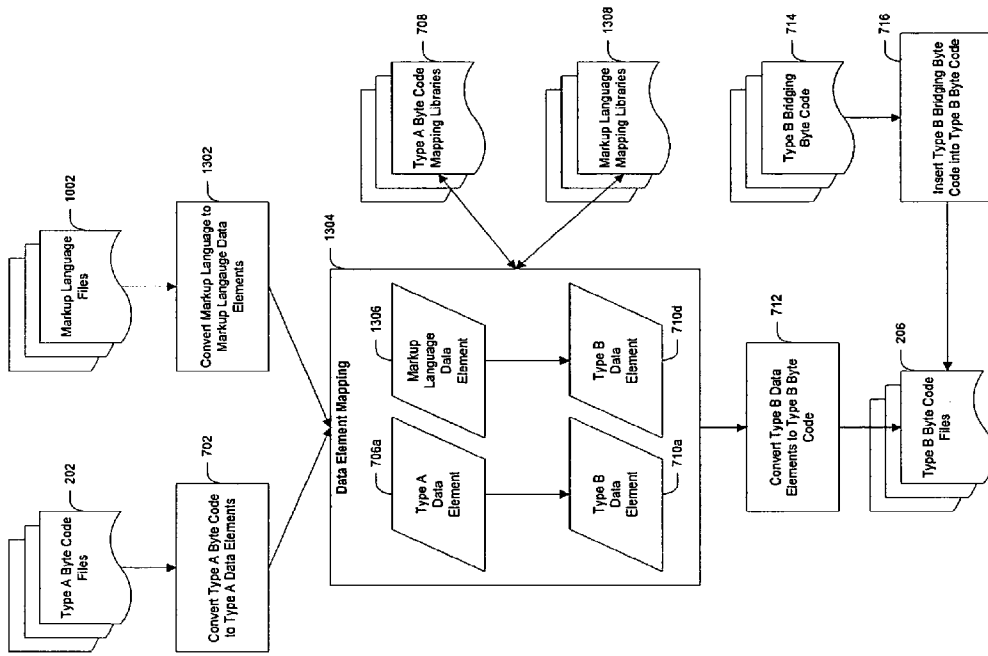 202
Type A Byte Code
Files
702
Convert Type A Byte Code
to Type A Data Elements
1002
Markup Language
Files
1302
Convert Markup Language to
Markup Langauge Data
Elements
1304
Data Element Mapping
706a
Type A
Data
Element
1306
Markup
Language
Data
Element
Type B
Data
Element
710a
Type B
Data
Element
710d
708
Type A Byte Code
Mapping Libraries
1308
Markup Language
Mapping Libraries
712
Convert Type B Data
Elements to Type B Byte
Code
206
Type B Byte Code
Files
714
Type B Bridging
Byte Code
716
Insert Type B Bridging Byte
Code into Type B Byte Code